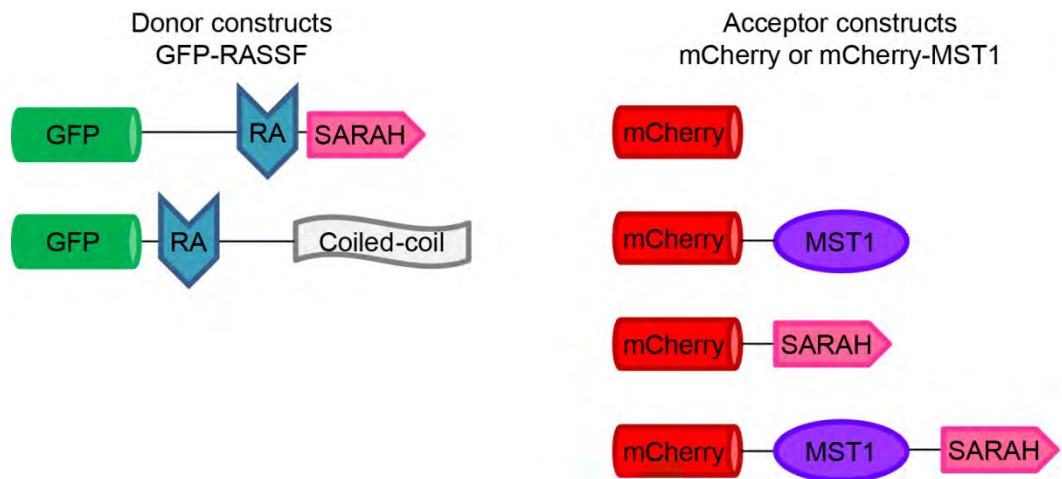 Donor constructs
GFP-RASSF
GFP
RA
SARAH
GFP
RA
Coiled-coil
Acceptor constructs
mCherry or mCherry-MST1
mCherry
mCherry
MST1
mCherry
SARAH
mCherry
MST1
SARAH